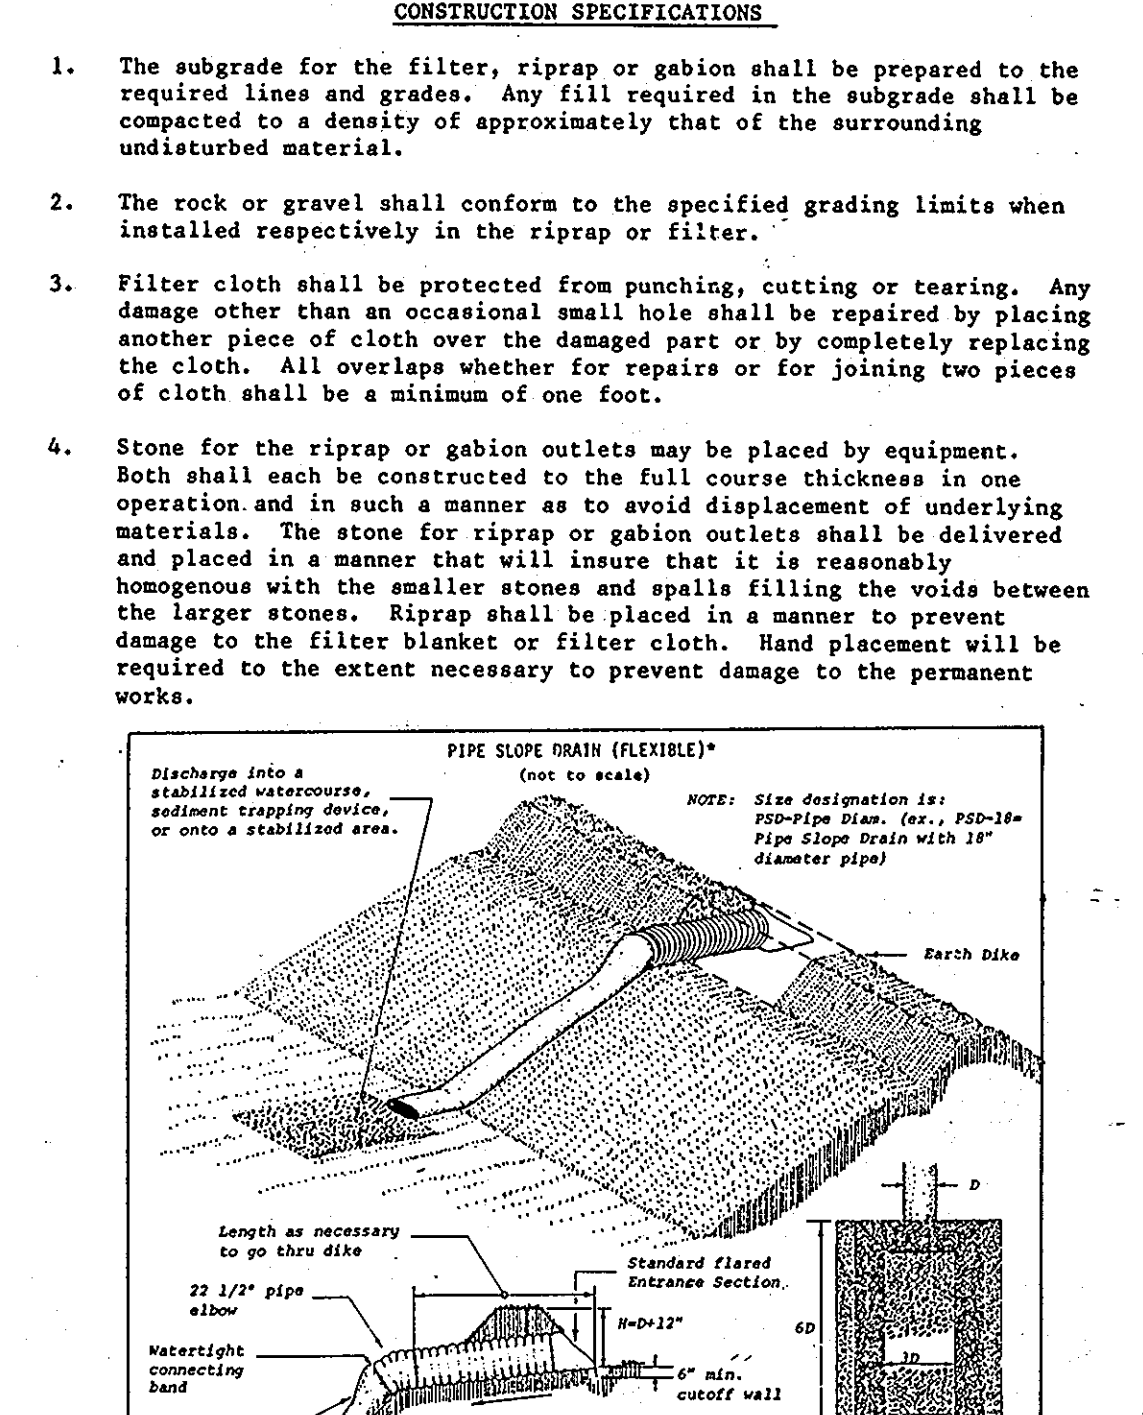 CONSTRUCTION SPECIFICATIONS
1. The subgrade for the filter, riprap or gabion shall be prepared to the
required lines and grades. Any fill required in the subgrade shall be
compacted to a density of approximately that of the surrounding
undisturbed material.
2. The rock or gravel shall conform to the specified grading limits when
installed respectively in the riprap or filter.
3. Filter cloth shall be protected from punching, cutting or tearing. Any
damage other than an occasional small hole shall be repaired by placing
another piece of cloth over the damaged part or by completely replacing
the cloth. All overlaps whether for repairs or for joining two pieces
of cloth shall be a minimum of one foot.
4. Stone for the riprap or gabion outlets may be placed by equipment.
Both shall each be constructed to the full course thickness in one
operation and in such a manner as to avoid displacement of underlying
materials. The stone for riprap or gabion outlets shall be delivered
and placed in a manner that will insure that it is reasonably
homogenous with the smaller stones and spalls filling the voids between
the larger stones. Riprap shall be placed in a manner to prevent
damage to the filter blanket or filter cloth. Hand placement will be
required to the extent necessary to prevent damage to the permanent
works.
PIPE SLOPE DRAIN (FLEXIBLE)*
(not to scale)
Discharge into a
stabilized watercourse,
sediment trapping device,
or onto a stabilized area.
NOTE: Size designation is:
PSD-Pipe Diam. (ex., PSD-18=
Pipe Slope Drain with 18"
diameter pipe)
Earth Dike
D
Length as necessary
to go thru dike
Standard flared
Entrance Section
22 1/2° pipe
elbow
H=D+12"
6D
3D
Watertight
connecting
band
6" min.
cutoff wall